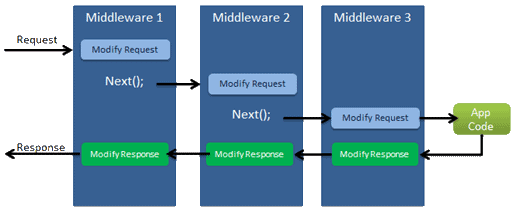 Middleware 1
Middleware 2
Middleware 3
Request
Modify Request
Next();
Modify Request
Next();
Modify Request
App
Code
Response
Modify Response
Modify Response
Modify Response